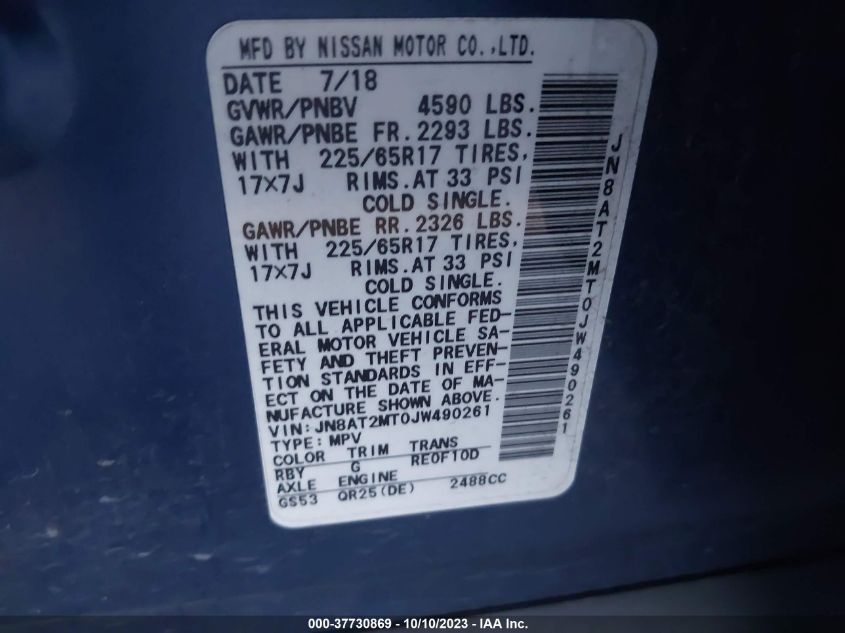 MFD BY NISSAN MOTOR CO.,LTD.
DATE 7/18
GVWR/PNBV 4590 LBS.
GAWR/PNBE FR. 2293 LBS.
WITH 225/65R17 TIRES,
17×7J RIMS.AT 33 PSI
COLD SINGLE.
GAWR/PNBE RR. 2326 LBS.
WITH 225/65R17 TIRES,
17×7J RIMS.AT 33 PSI
COLD SINGLE.
THIS VEHICLE CONFORMS
TO ALL APPLICABLE FED-
ERAL MOTOR VEHICLE SA-
FETY AND THEFT PREVEN-
TION STANDARDS IN EFF-
ECT ON THE DATE OF MA-
NUFACTURE SHOWN ABOVE.
VIN: JN8AT2MT0JW490261
TYPE: MPV
COLOR TRIM TRANS
RBY G RE0F10D
AXLE ENGINE
GS53 QR25(DE) 2488CC
JN8AT2MT0JW490261
000-37730869 - 10/10/2023 - IAA Inc.